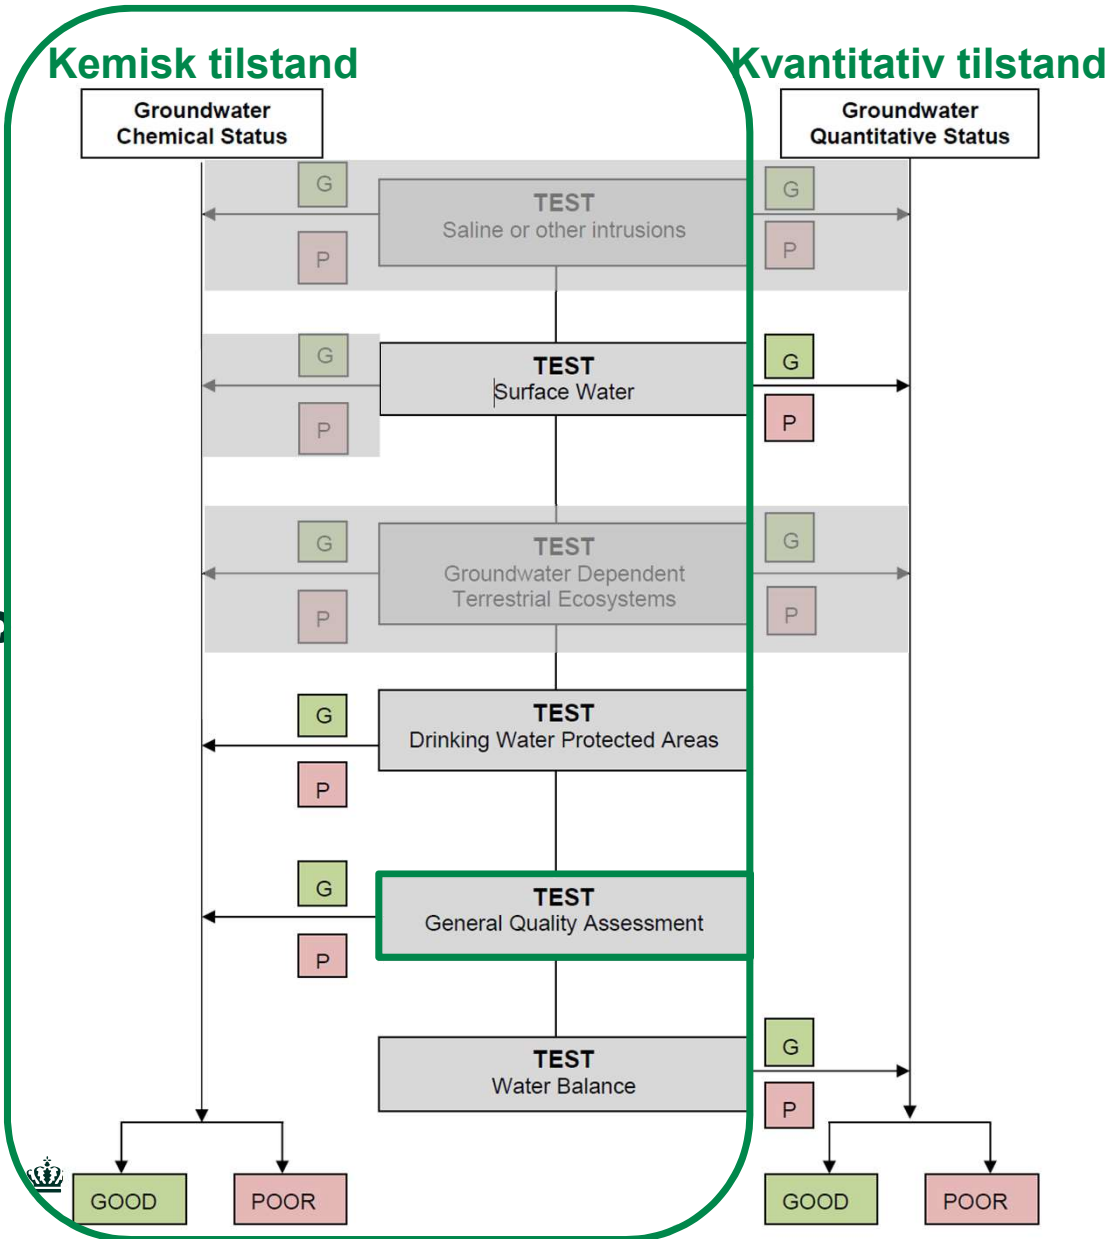 Kemisk tilstand
Kvantitativ tilstand
Groundwater
Chemical Status
Groundwater
Quantitative Status
G
TEST
Saline or other intrusions
G
P
P
G
TEST
Surface Water
G
P
P
G
TEST
Groundwater Dependent
Terrestrial Ecosystems
G
P
P
G
TEST
Drinking Water Protected Areas
P
G
TEST
General Quality Assessment
P
TEST
Water Balance
G
P
GOOD
POOR
GOOD
POOR